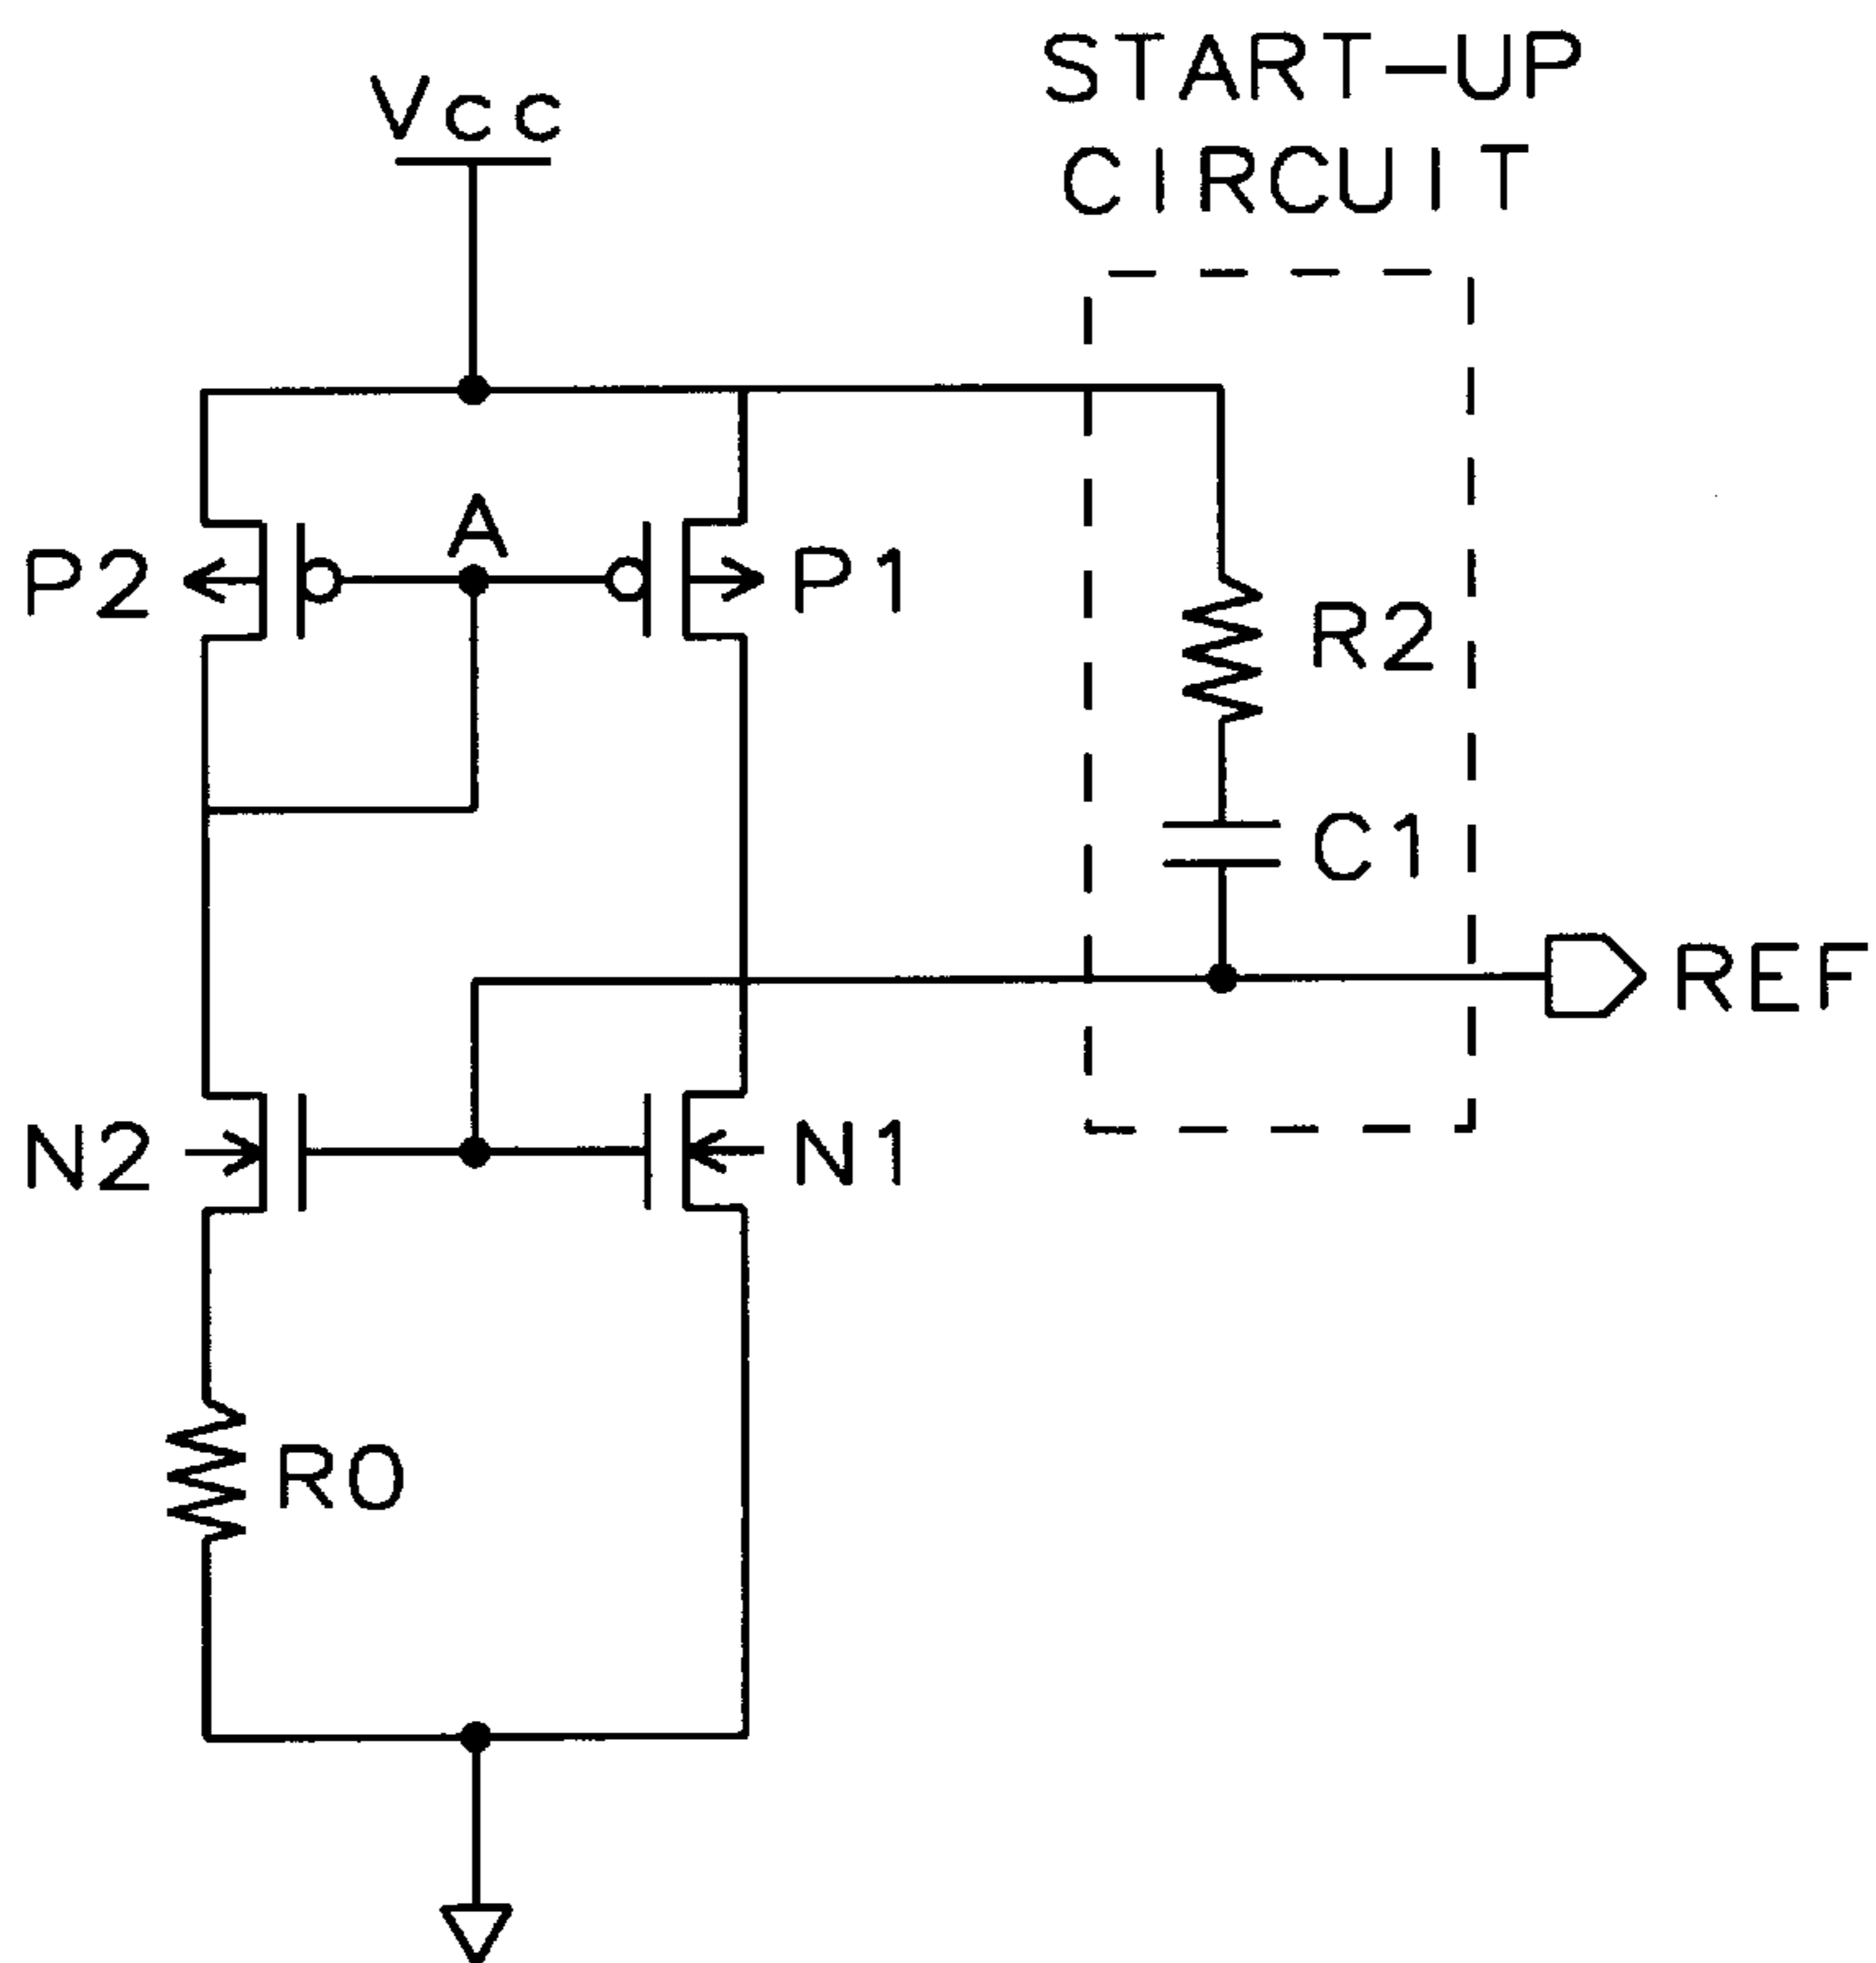 START-UP
CIRCUIT
Vcc
A
P2
P1
R2
C1
REF
N2
N1
R0